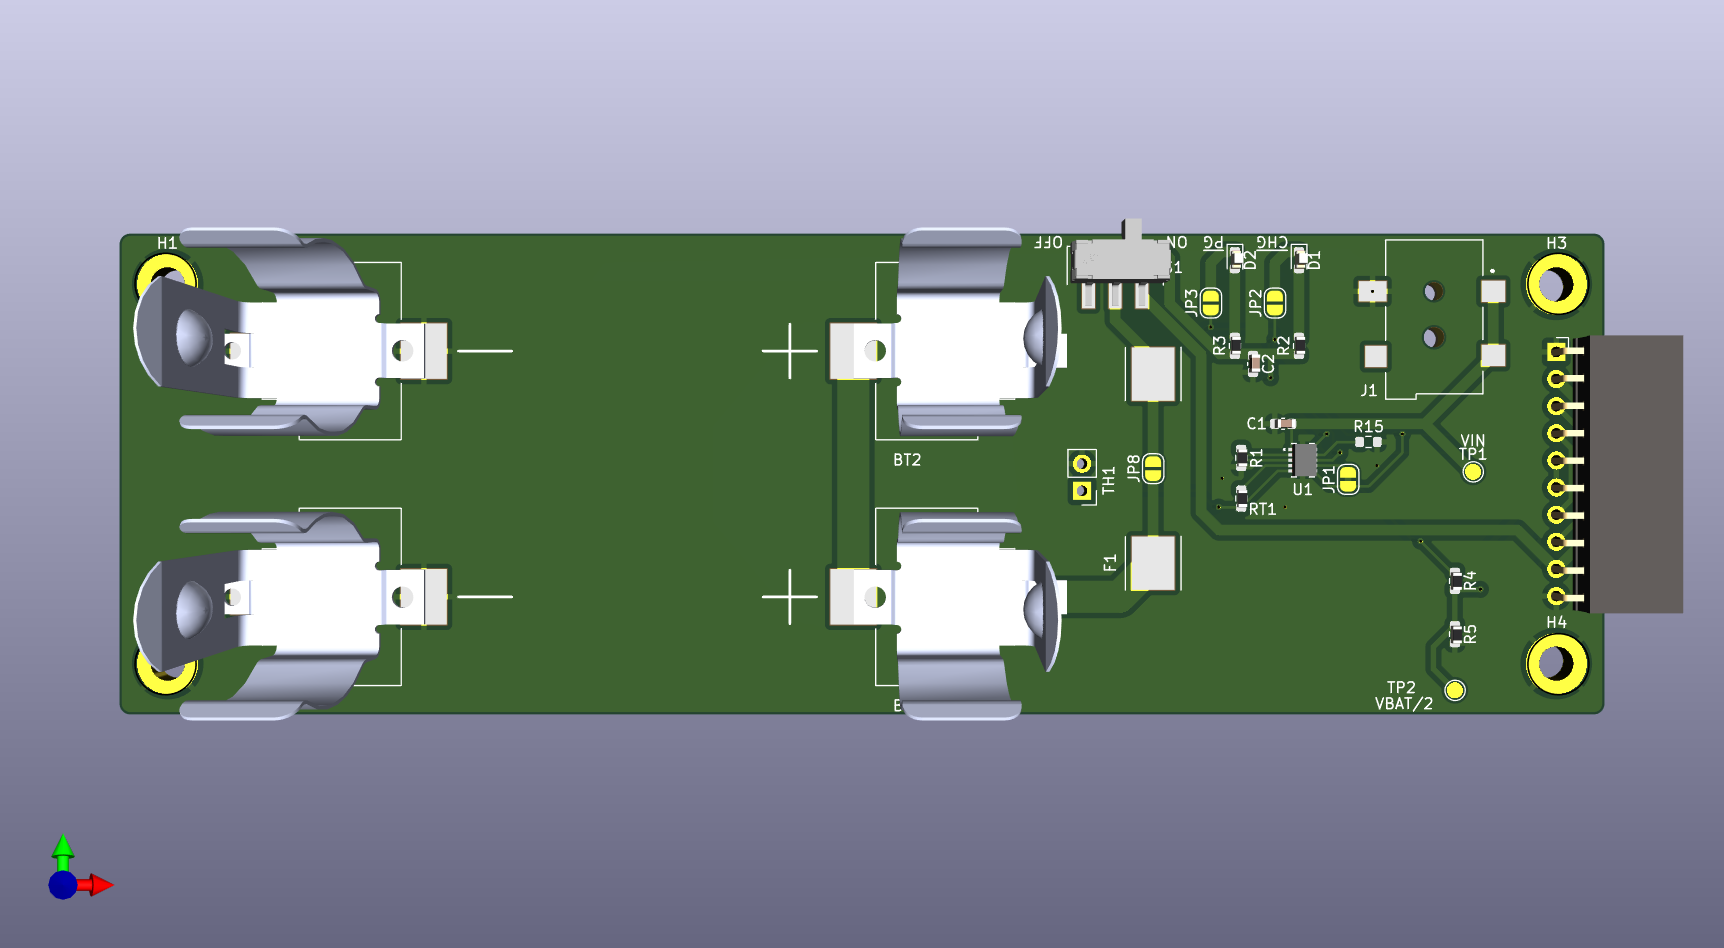 H1
OFF
ON
PG
CHG
D2
D1
H3
JP3
JP2
R3
R2
C2
J1
C1
R15
VIN
TP1
BT2
R1
U1
JP1
JP8
TH1
RT1
F1
R4
R5
H4
TP2
VBAT/2